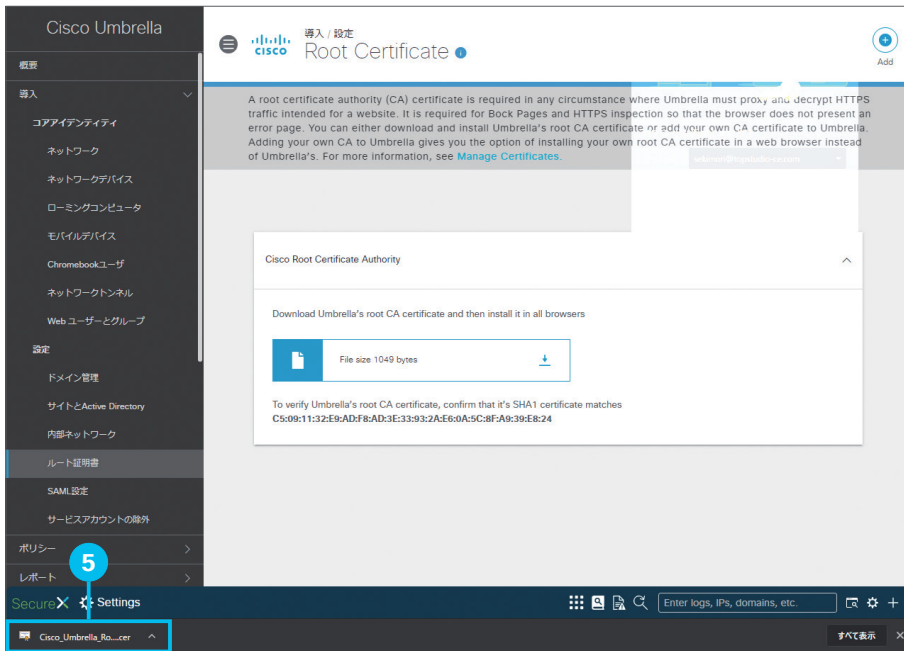 Cisco Umbrella
概要
導入
コアアイデンティティ
ネットワーク
ネットワークデバイス
ローミングコンピュータ
モバイルデバイス
Chromebookユーザ
ネットワークトンネル
Web ユーザーとグループ
設定
ドメイン管理
サイトとActive Directory
内部ネットワーク
ルート証明書
SAML設定
サービスアカウントの除外
ポリシー
レポート
5
CISCO
導入 / 設定
Root Certificate
Add
A root certificate authority (CA) certificate is required in any circumstance where Umbrella must proxy and decrypt HTTPS
traffic intended for a website. It is required for Bock Pages and HTTPS inspection so that the browser does not present an
error page. You can either download and install Umbrella's root CA certificate or add your own CA certificate to Umbrella.
Adding your own CA to Umbrella gives you the option of installing your own root CA certificate in a web browser instead
of Umbrella's. For more information, see Manage Certificates.
Cisco Root Certificate Authority
Download Umbrella's root CA certificate and then install it in all browsers
File size 1049 bytes
To verify Umbrella's root CA certificate, confirm that it's SHA1 certificate matches
C5:09:11:32:E9:AD:F8:AD:3E:33:93:2A:E6:0A:5C:8F:A9:39:E8:24
SecureX Settings
Enter logs, IPs, domains, etc.
Cisco_Umbrella_Ro....cer
すべて表示